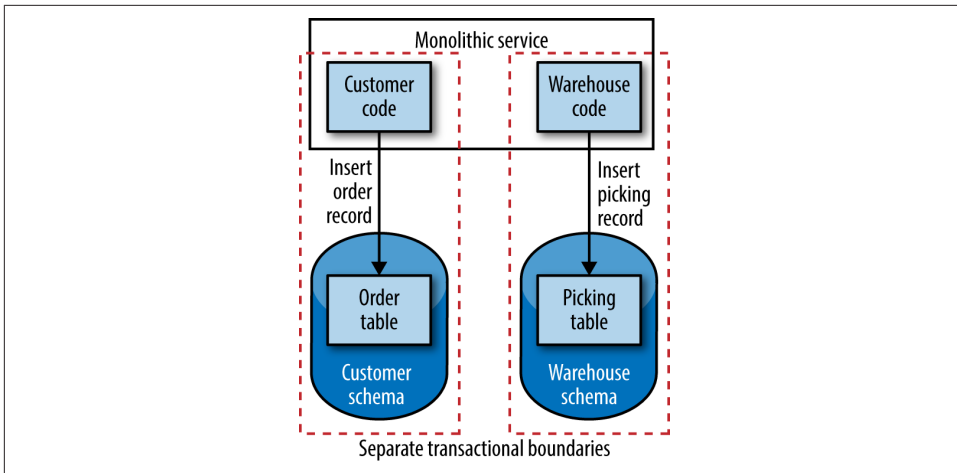 Monolithic service
Customer
code
Warehouse
code
Insert
order
record
Insert
picking
record
Order
table
Picking
table
Customer
schema
Warehouse
schema
Separate transactional boundaries